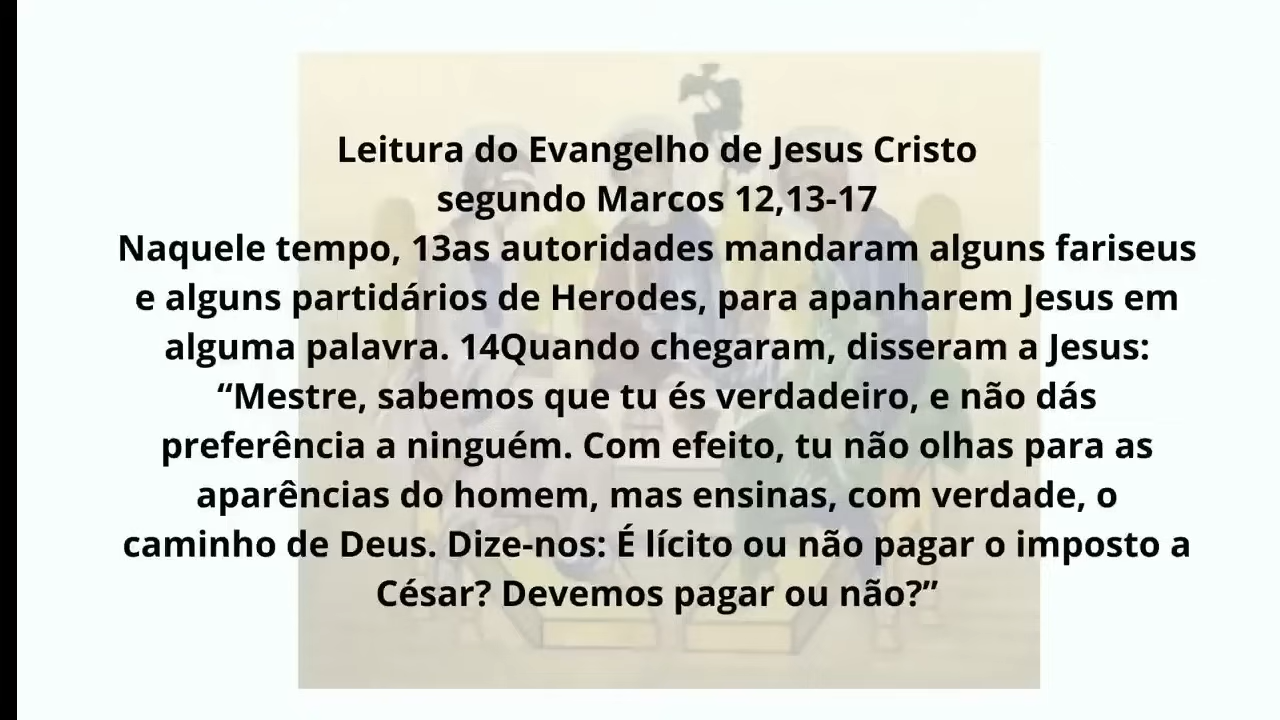 Leitura do Evangelho de Jesus Cristo
segundo Marcos 12,13-17
Naquele tempo, 13as autoridades mandaram alguns fariseus
e alguns partidários de Herodes, para apanharem Jesus em
alguma palavra. 14Quando chegaram, disseram a Jesus:
“Mestre, sabemos que tu és verdadeiro, e não dás
preferência a ninguém. Com efeito, tu não olhas para as
aparências do homem, mas ensinas, com verdade, o
caminho de Deus. Dize-nos: É lícito ou não pagar o imposto a
César? Devemos pagar ou não?”